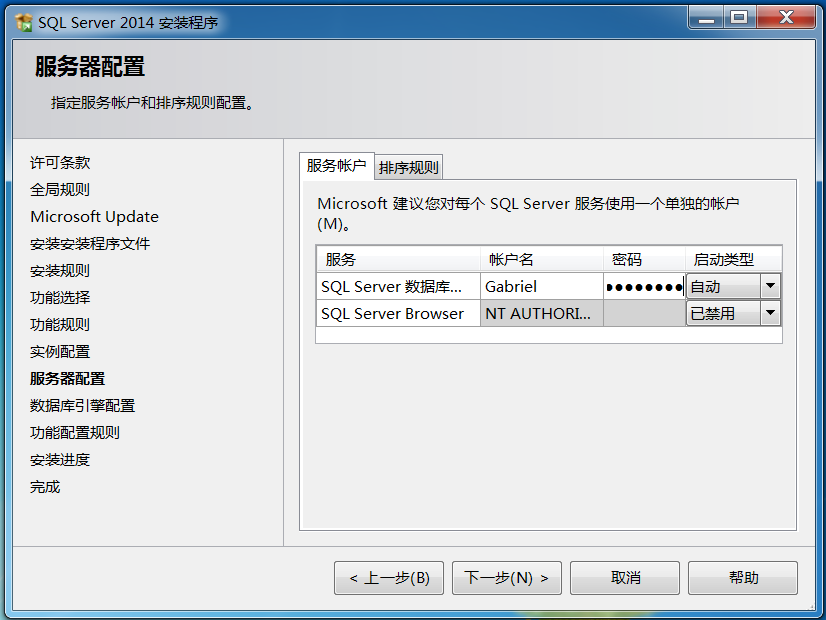 SQL Server 2014 安装程序
服务器配置
指定服务帐户和排序规则配置。
许可条款
全局规则
Microsoft Update
安装安装程序文件
安装规则
功能选择
功能规则
实例配置
服务器配置
数据库引擎配置
功能配置规则
安装进度
完成
服务帐户 排序规则
Microsoft 建议您对每个 SQL Server 服务使用一个单独的帐户
(M)。
服务 帐户名 密码 启动类型
SQL Server 数据库... Gabriel ●●●●●●●● 自动
SQL Server Browser NT AUTHORI... 已禁用
< 上一步(B) 下一步(N) > 取消 帮助